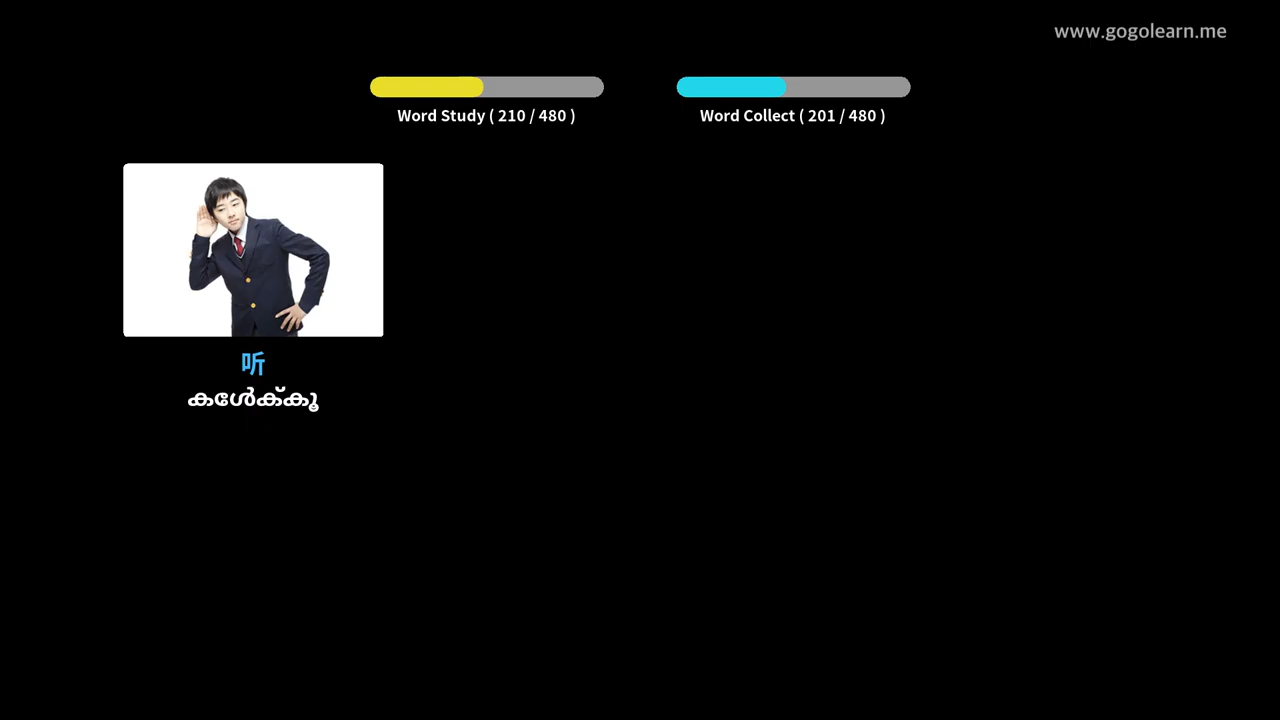 www.gogolearn.me
Word Study ( 210 / 480 )
Word Collect ( 201 / 480 )
听
കേൾക്കൂ